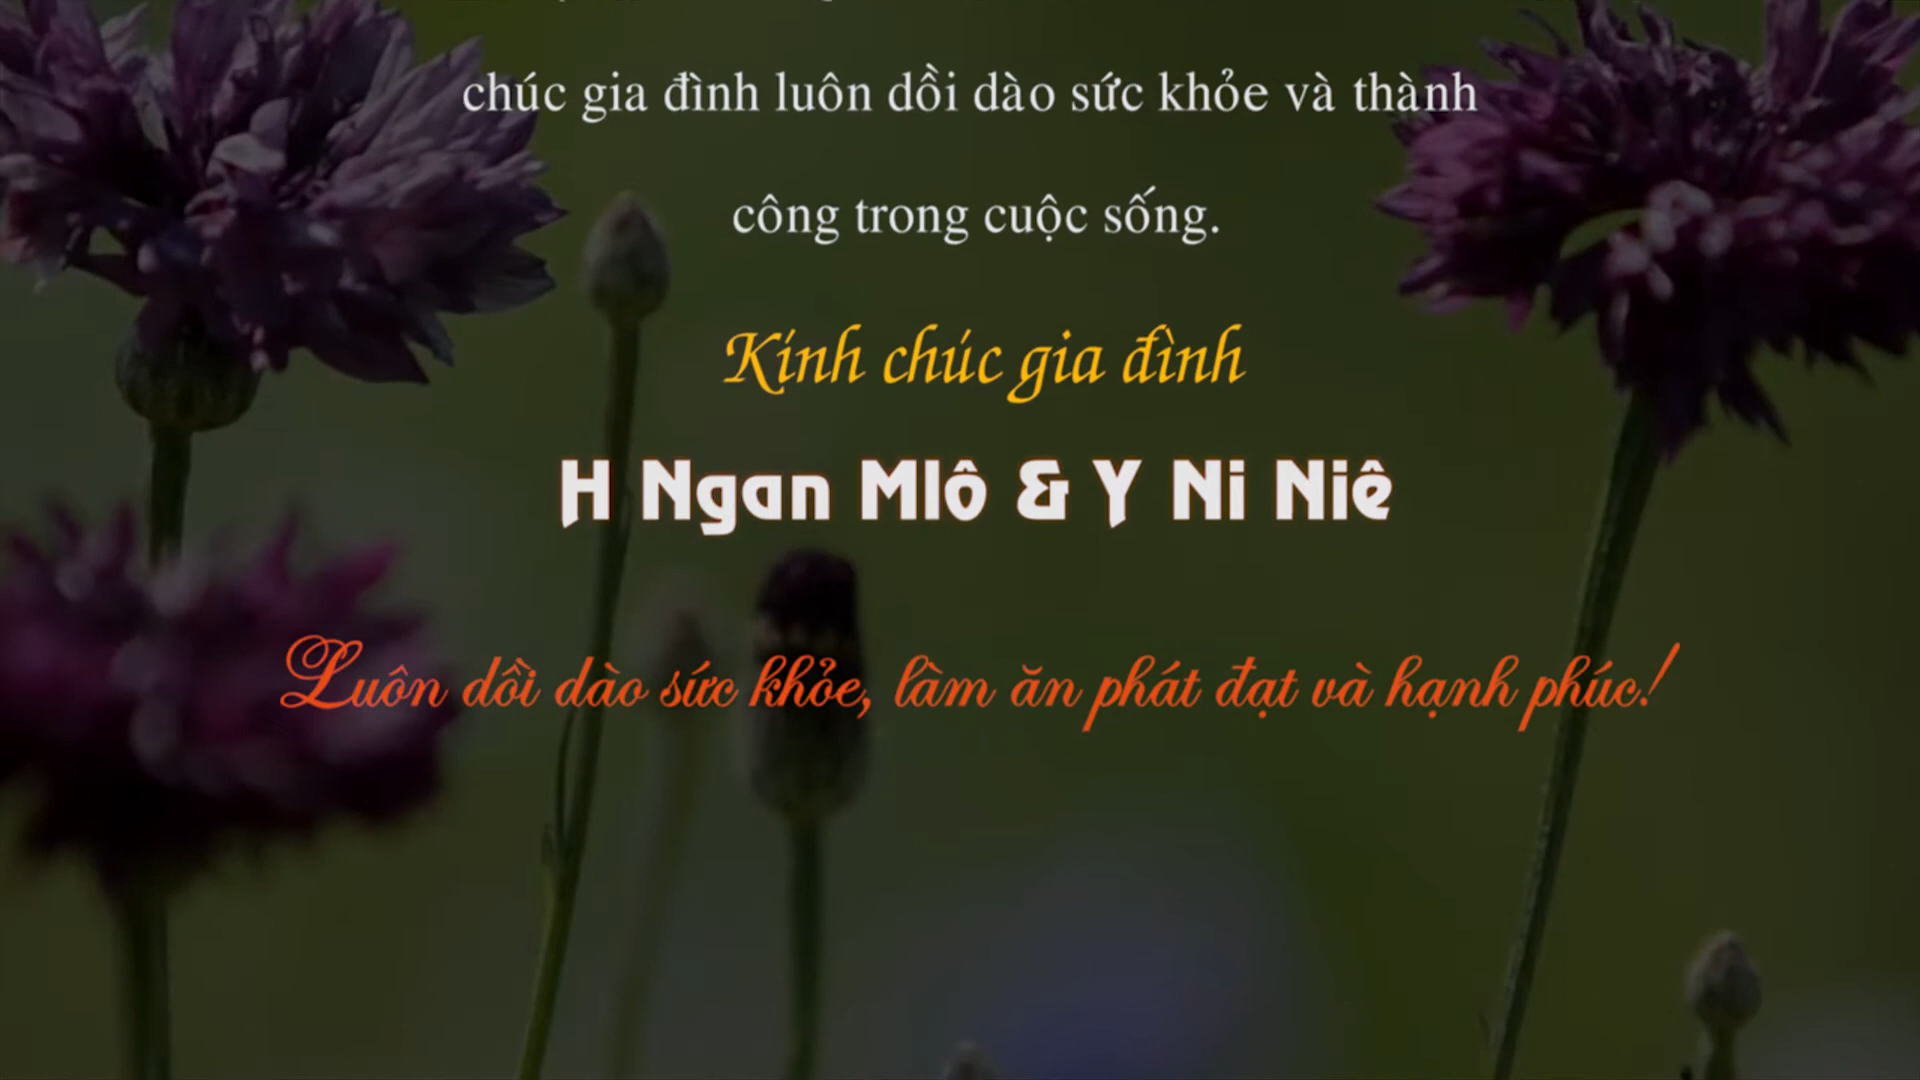 chúc gia đình luôn dồi dào sức khỏe và thành
công trong cuộc sống.
Kính chúc gia đình
H Ngan Mlô & Y Ni Niê
Luôn dồi dào sức khỏe, làm ăn phát đạt và hạnh phúc!